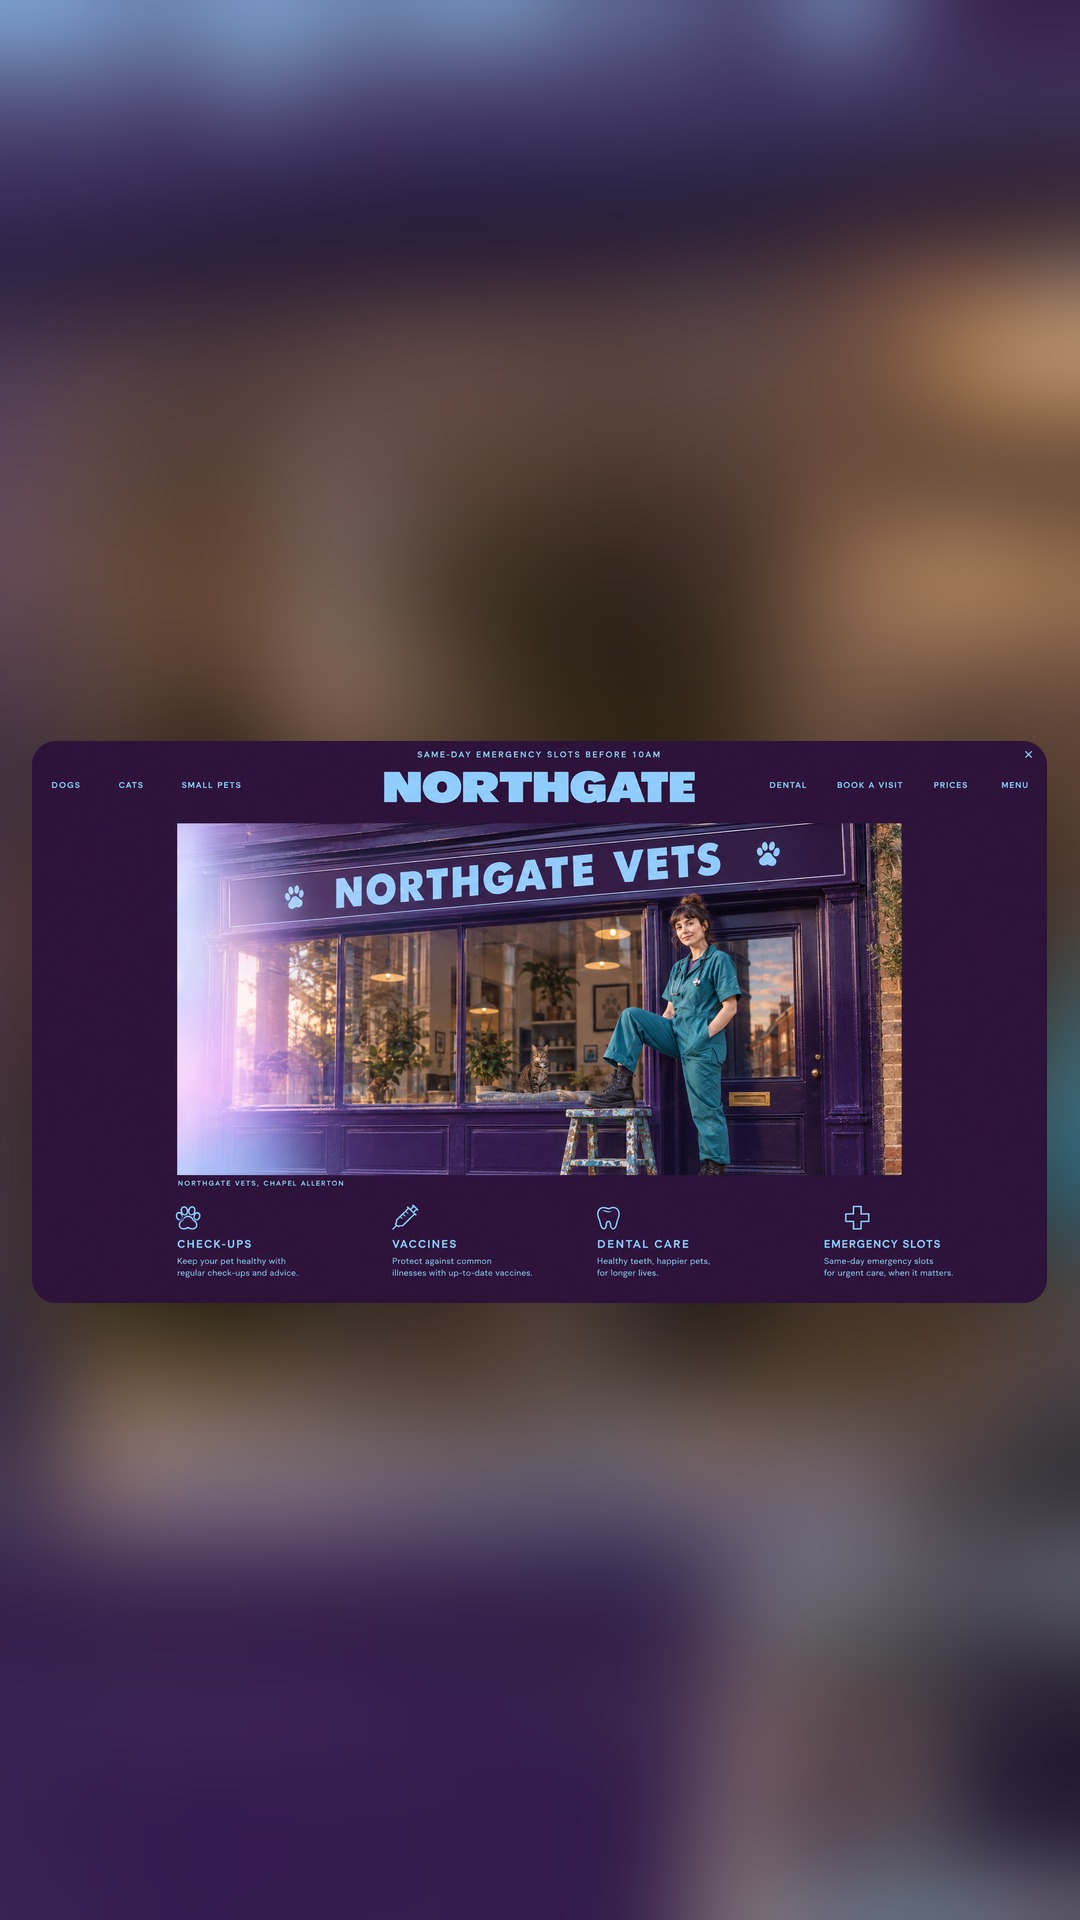 SAME-DAY EMERGENCY SLOTS BEFORE 10AM
DOGS CATS SMALL PETS NORTHGATE DENTAL BOOK A VISIT PRICES MENU
NORTHGATE VETS
NORTHGATE VETS, CHAPEL ALLERTON
CHECK-UPS
Keep your pet healthy with
regular check-ups and advice.
VACCINES
Protect against common
illnesses with up-to-date vaccines.
DENTAL CARE
Healthy teeth, happier pets,
for longer lives.
EMERGENCY SLOTS
Same-day emergency slots
for urgent care, when it matters.